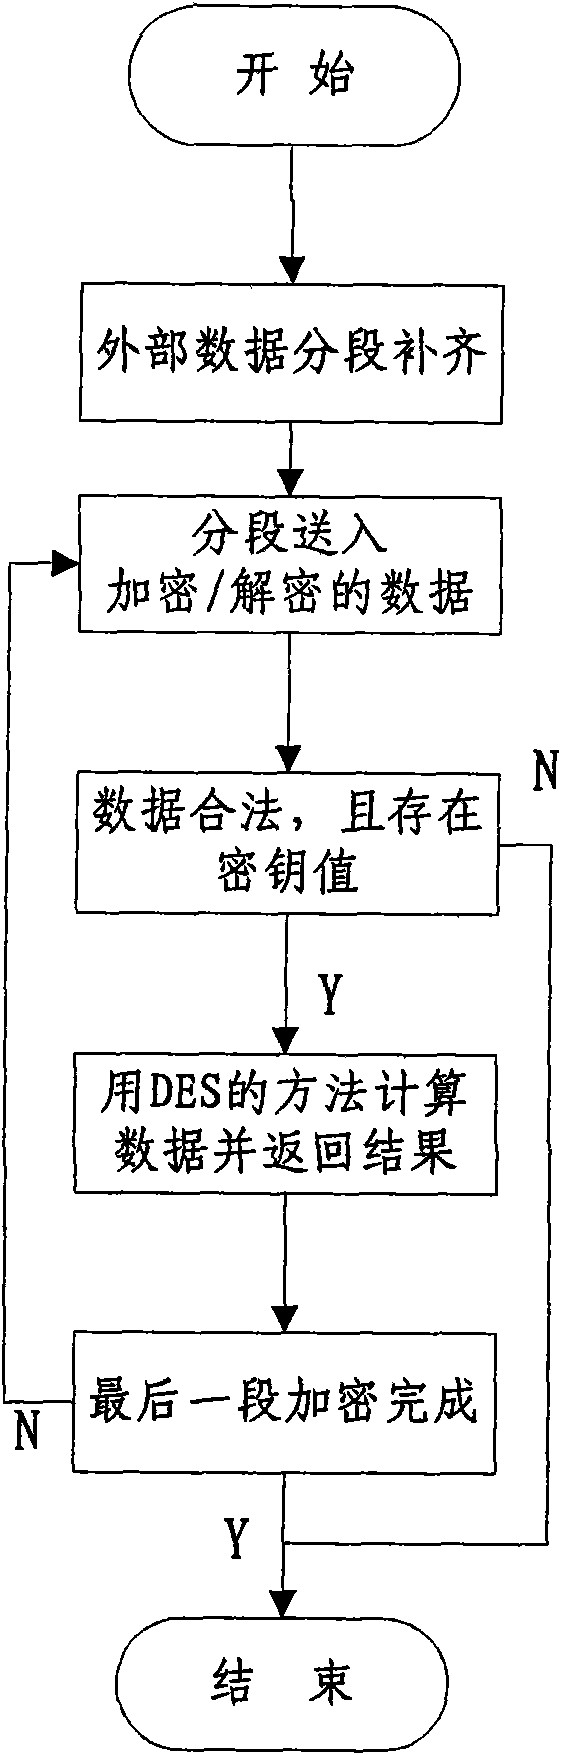 开 始
外部数据分段补齐
分段送入
加密/解密的数据
N
数据合法，且存在
密钥值
Y
用DES的方法计算
数据并返回结果
最后一段加密完成
N
Y
结 束